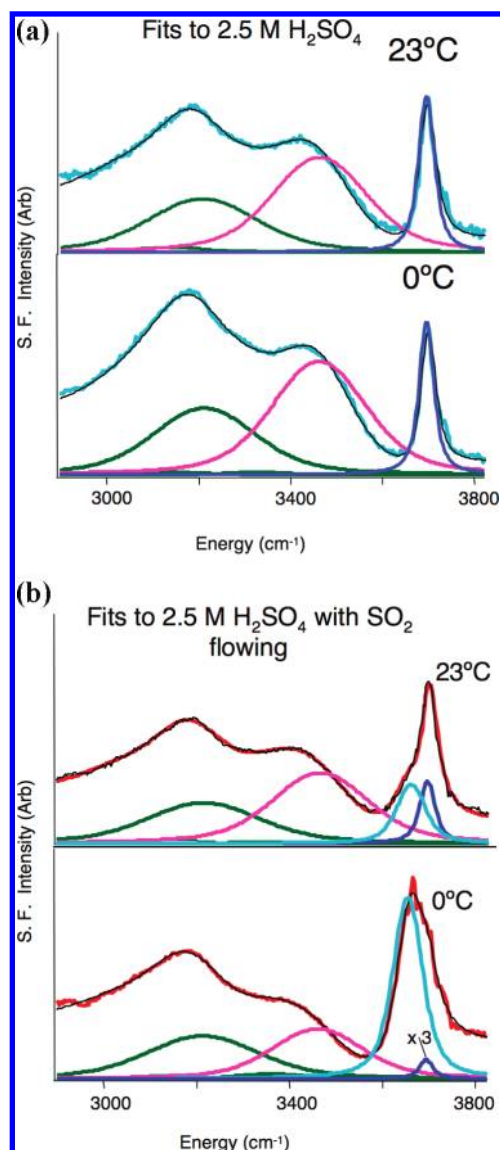 (a)
Fits to 2.5 M H₂SO₄
23ºC
0ºC
S. F. Intensity (Arb)
3000 3400 3800
Energy (cm⁻¹)
(b)
Fits to 2.5 M H₂SO₄ with SO₂
flowing
23ºC
0ºC
x 3
S. F. Intensity (Arb)
3000 3400 3800
Energy (cm⁻¹)